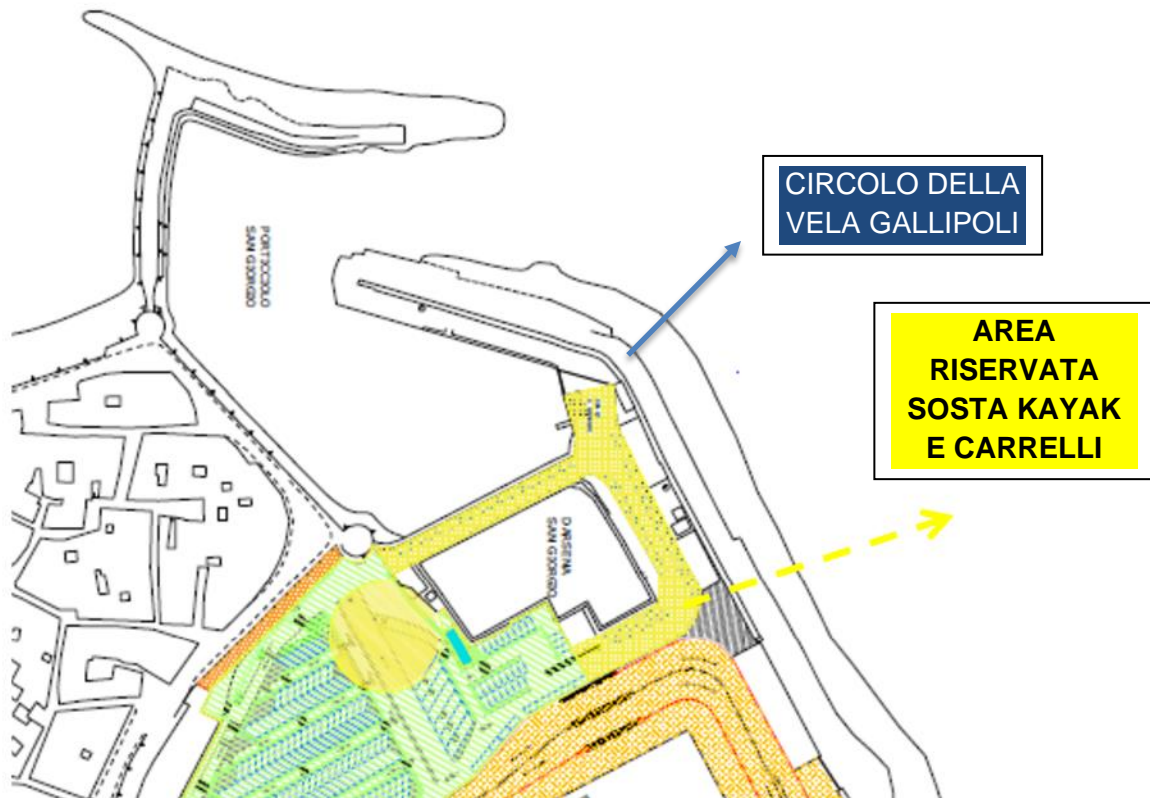 CIRCOLO DELLA
VELA GALLIPOLI
AREA
RISERVATA
SOSTA KAYAK
E CARRELLI
PORTICCIOLO
SAN GIORGIO
DARSENA
SAN GIORGIO